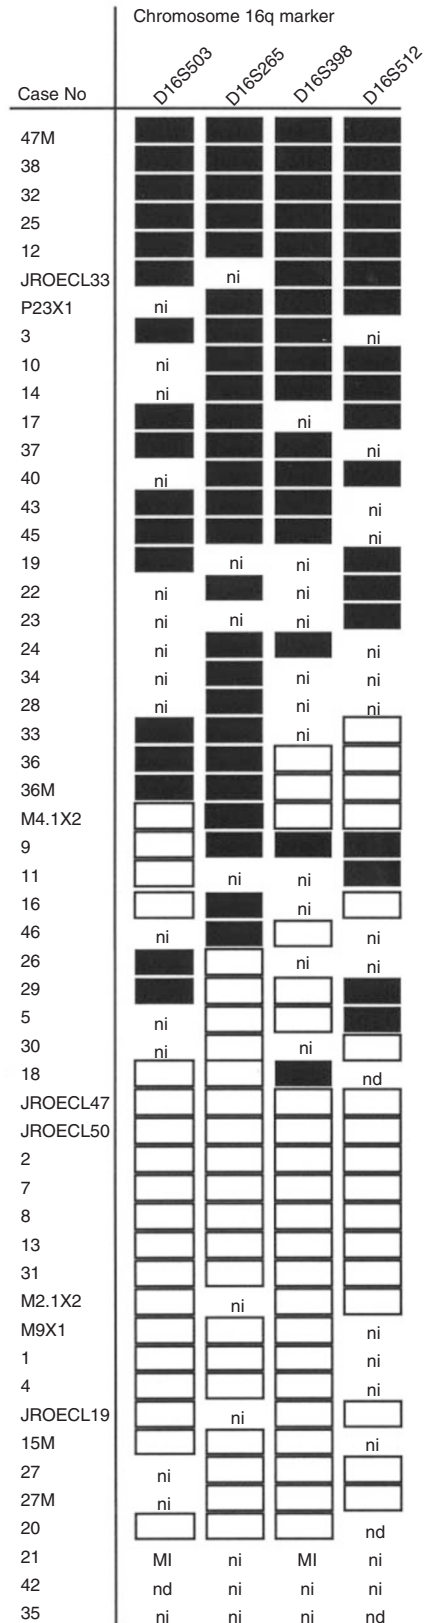 Chromosome 16q marker
Case No D16S503 D16S265 D16S398 D16S512
47M
38
32
25
12
JROECL33 ni
P23X1 ni
3 ni
10 ni
14 ni
17 ni
37 ni
40 ni
43 ni
45 ni
19 ni ni
22 ni ni
23 ni ni ni
24 ni ni
34 ni ni ni
28 ni ni ni
33 ni
36
36M
M4.1X2
9
11 ni ni
16 ni
46 ni ni
26 ni ni
29
5 ni
30 ni ni
18 nd
JROECL47
JROECL50
2
7
8
13
31
M2.1X2 ni
M9X1 ni
1 ni
4 ni
JROECL19 ni
15M ni
27 ni
27M ni
20 nd
21 MI ni MI ni
42 nd ni ni ni
35 ni ni ni nd